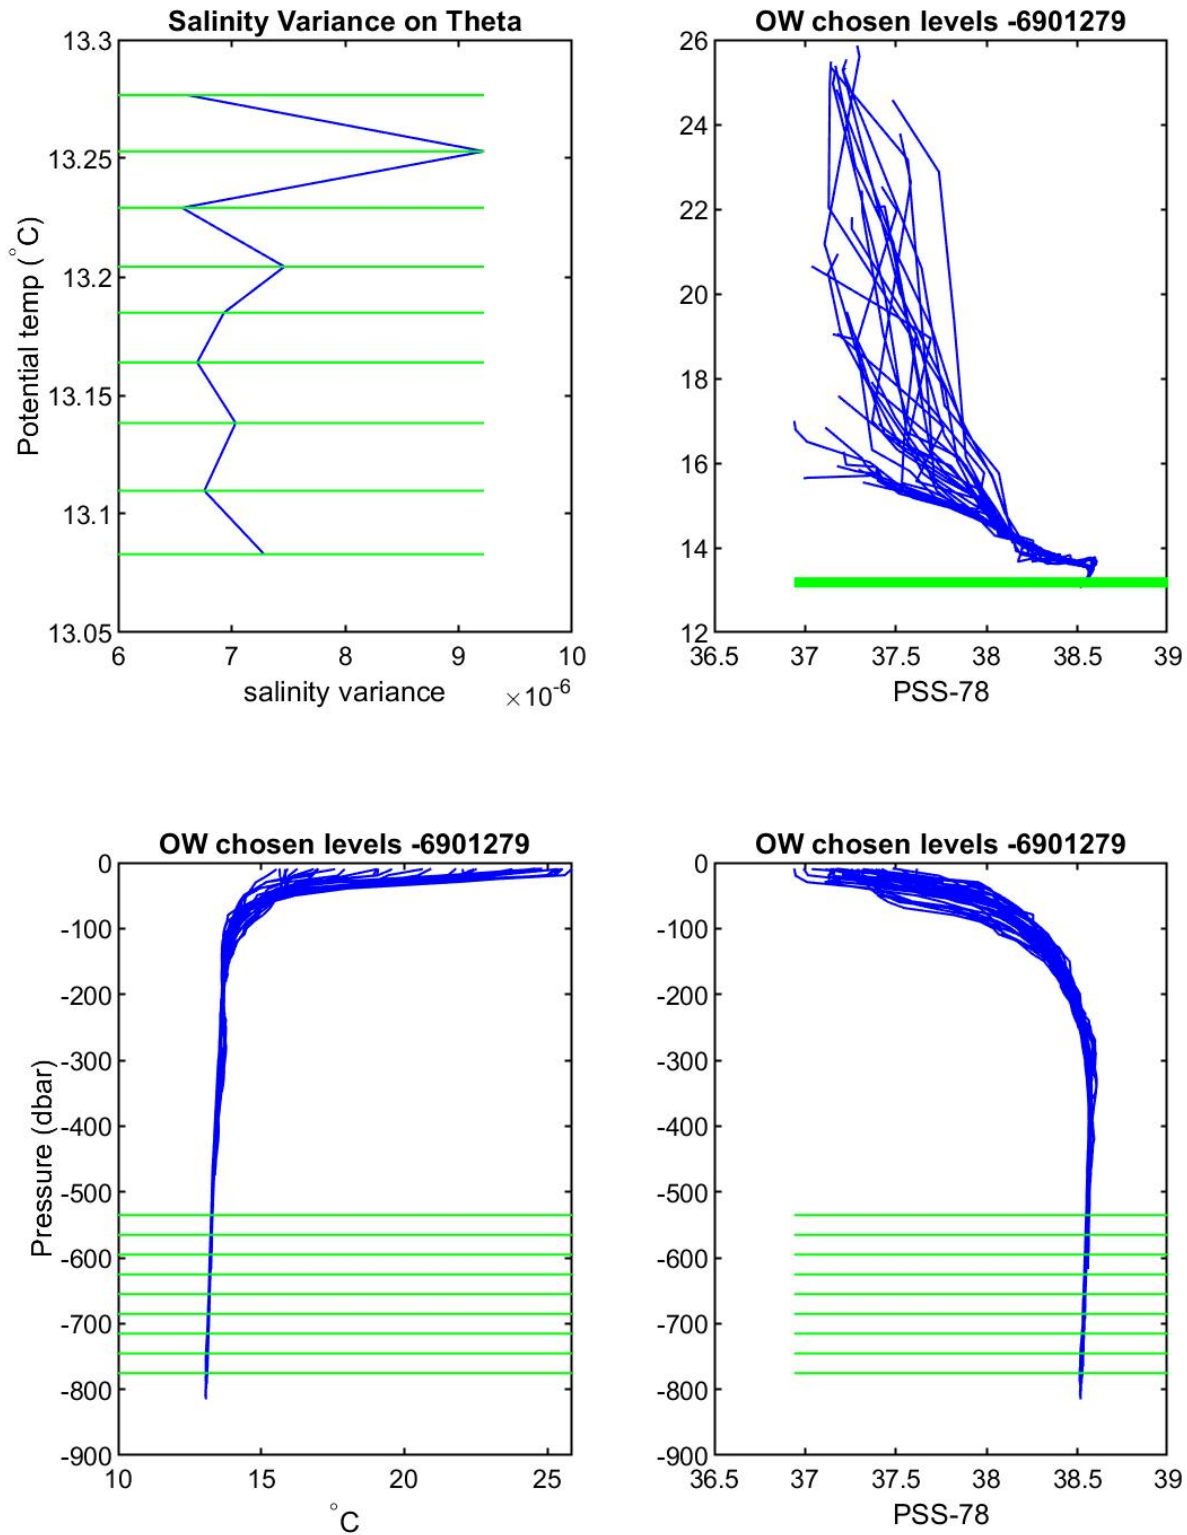 Salinity Variance on Theta
13.3
13.25
13.2
13.15
13.1
13.05
Potential temp (°C)
6 7 8 9 10
salinity variance ×10-6
OW chosen levels -6901279
26
24
22
20
18
16
14
12
36.5 37 37.5 38 38.5 39
PSS-78
OW chosen levels -6901279
0
-100
-200
-300
-400
-500
-600
-700
-800
-900
Pressure (dbar)
10 15 20 25
°C
OW chosen levels -6901279
0
-100
-200
-300
-400
-500
-600
-700
-800
-900
36.5 37 37.5 38 38.5 39
PSS-78